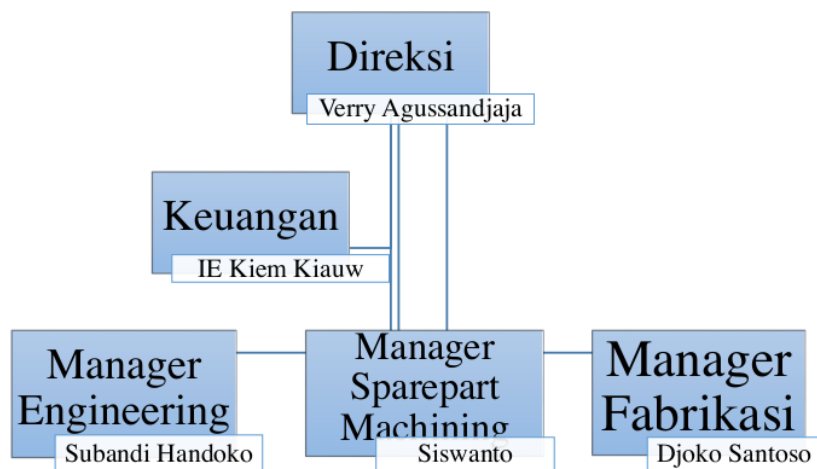 Direksi
Verry Agussandjaja
Keuangan
IE Kiem Kiauw
Manager
Engineering
Subandi Handoko
Manager
Sparepart
Machining
Siswanto
Manager
Fabrikasi
Djoko Santoso